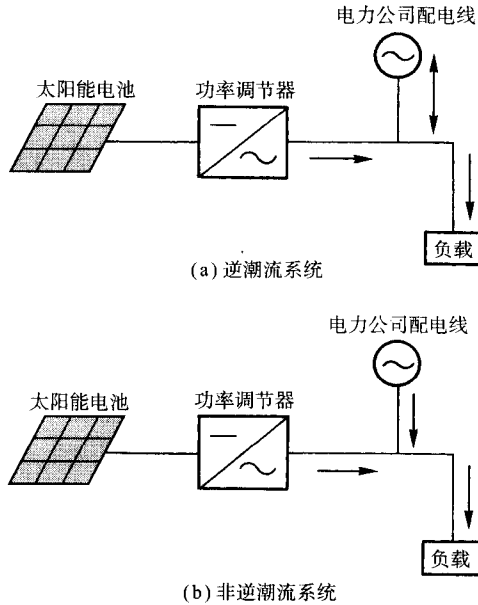 电力公司配电线
太阳能电池
功率调节器
负载
(a) 逆潮流系统
电力公司配电线
太阳能电池
功率调节器
负载
(b) 非逆潮流系统